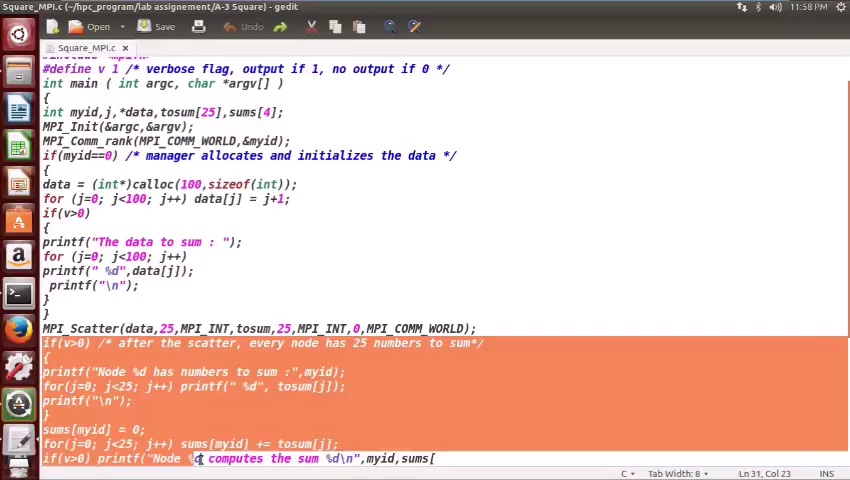 Square_MPI.c (~/hpc_program/lab assignement/A-3 Square) - gedit
11:58 PM
Open
Save
Undo
Square_MPI.c ×
#define v 1 /* verbose flag, output if 1, no output if 0 */
int main ( int argc, char *argv[] )
{
int myid,j,*data,tosum[25],sums[4];
MPI_Init(&argc,&argv);
MPI_Comm_rank(MPI_COMM_WORLD,&myid);
if(myid==0) /* manager allocates and initializes the data */
{
data = (int*)calloc(100,sizeof(int));
for (j=0; j<100; j++) data[j] = j+1;
if(v>0)
{
printf("The data to sum : ");
for (j=0; j<100; j++)
printf(" %d",data[j]);
printf("\n");
}
}
MPI_Scatter(data,25,MPI_INT,tosum,25,MPI_INT,0,MPI_COMM_WORLD);
if(v>0) /* after the scatter, every node has 25 numbers to sum*/
{
printf("Node %d has numbers to sum :",myid);
for(j=0; j<25; j++) printf(" %d", tosum[j]);
printf("\n");
}
sums[myid] = 0;
for(j=0; j<25; j++) sums[myid] += tosum[j];
if(v>0) printf("Node %d computes the sum %d\n",myid,sums[
C Tab Width: 8 Ln 31, Col 23 INS